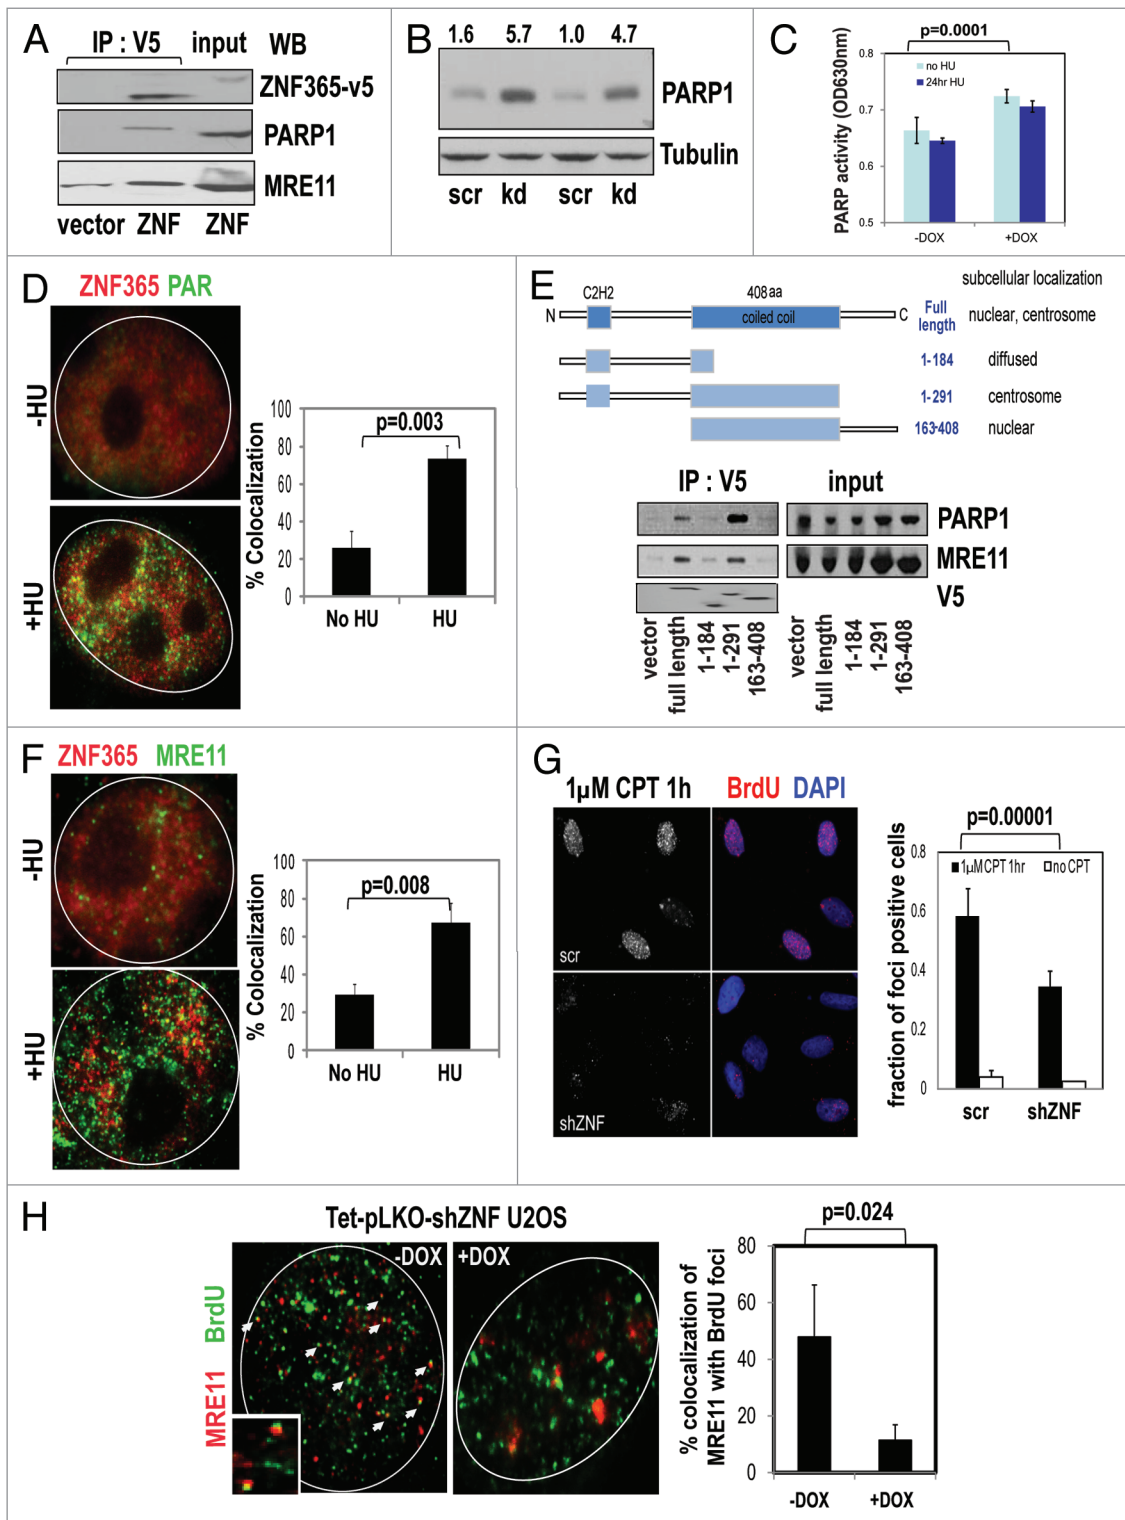 A
IP : V5 input WB
ZNF365-v5
PARP1
MRE11
vector ZNF ZNF
B
1.6 5.7 1.0 4.7
PARP1
Tubulin
scr kd scr kd
C
p=0.0001
0.8
0.7
0.6
0.5
no HU
24hr HU
PARP activity (OD630nm)
-DOX +DOX
D
ZNF365 PAR
-HU
+HU
p=0.003
% Colocalization
100
80
60
40
20
0
No HU HU
E
subcellular localization
C2H2 408 aa
N coiled coil C Full length nuclear, centrosome
1-184 diffused
1-291 centrosome
163-408 nuclear
IP : V5 input
PARP1
MRE11
V5
vector
full length
1-184
1-291
163-408
vector
full length
1-184
1-291
163-408
F
ZNF365 MRE11
-HU
+HU
p=0.008
% Colocalization
100
80
60
40
20
0
No HU HU
G
1µM CPT 1h BrdU DAPI
scr
shZNF
p=0.00001
fraction of foci positive cells
0.8
0.6
0.4
0.2
0
1µM CPT 1hr no CPT
scr shZNF
H
Tet-pLKO-shZNF U2OS
MRE11 BrdU
-DOX +DOX
p=0.024
% colocalization of
MRE11 with BrdU foci
80
60
40
20
0
-DOX +DOX